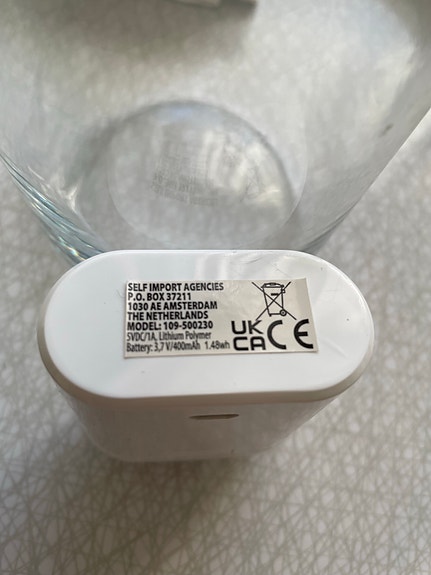 SELF IMPORT AGENCIES
P.O. BOX 37211
1030 AE AMSTERDAM
THE NETHERLANDS
MODEL: 109-500230
5VDC/1A, Lithium Polymer
Battery: 3,7 V/400mAh 1.48wh
UK
CA CE